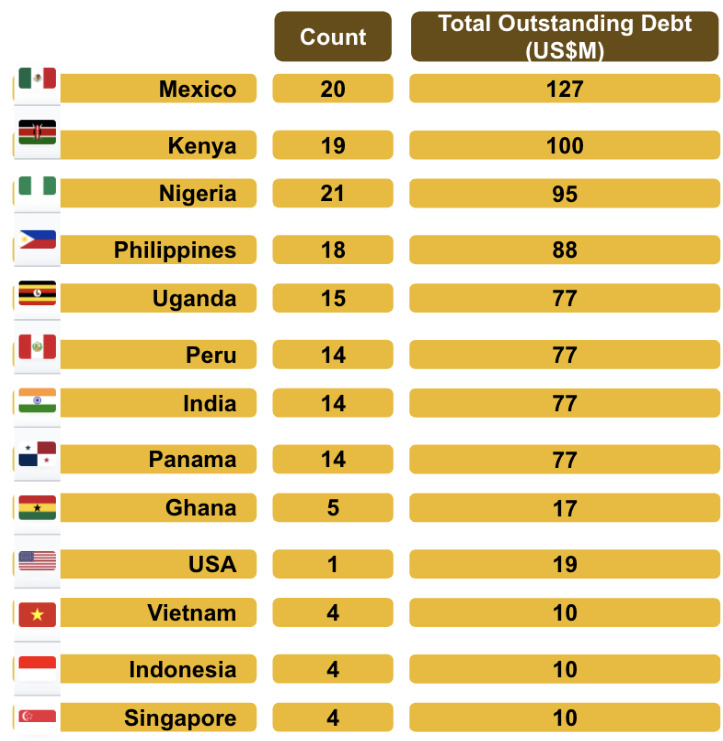 Count
Total Outstanding Debt
(US$M)
Mexico 20 127
Kenya 19 100
Nigeria 21 95
Philippines 18 88
Uganda 15 77
Peru 14 77
India 14 77
Panama 14 77
Ghana 5 17
USA 1 19
Vietnam 4 10
Indonesia 4 10
Singapore 4 10